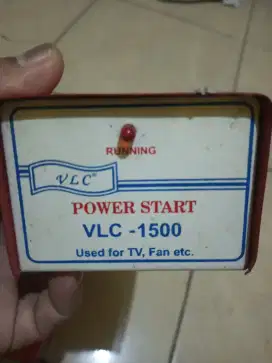 RUNNING
VLC
POWER START
VLC -1500
Used for TV, Fan etc.